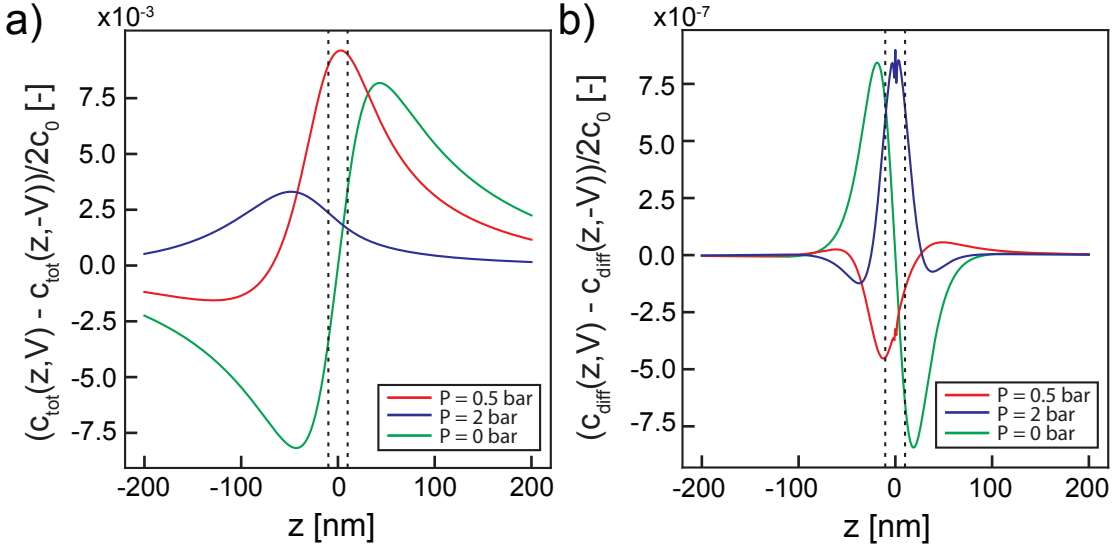 a)
x10⁻³
(c_tot(z,V) - c_tot(z,-V))/2c₀ [-]
7.5
5.0
2.5
0.0
-2.5
-5.0
-7.5
P = 0.5 bar
P = 2 bar
P = 0 bar
-200
-100
0
100
200
z [nm]
b)
x10⁻⁷
(c_diff(z,V) - c_diff(z,-V))/2c₀ [-]
7.5
5.0
2.5
0.0
-2.5
-5.0
-7.5
P = 0.5 bar
P = 2 bar
P = 0 bar
-200
-100
0
100
200
z [nm]